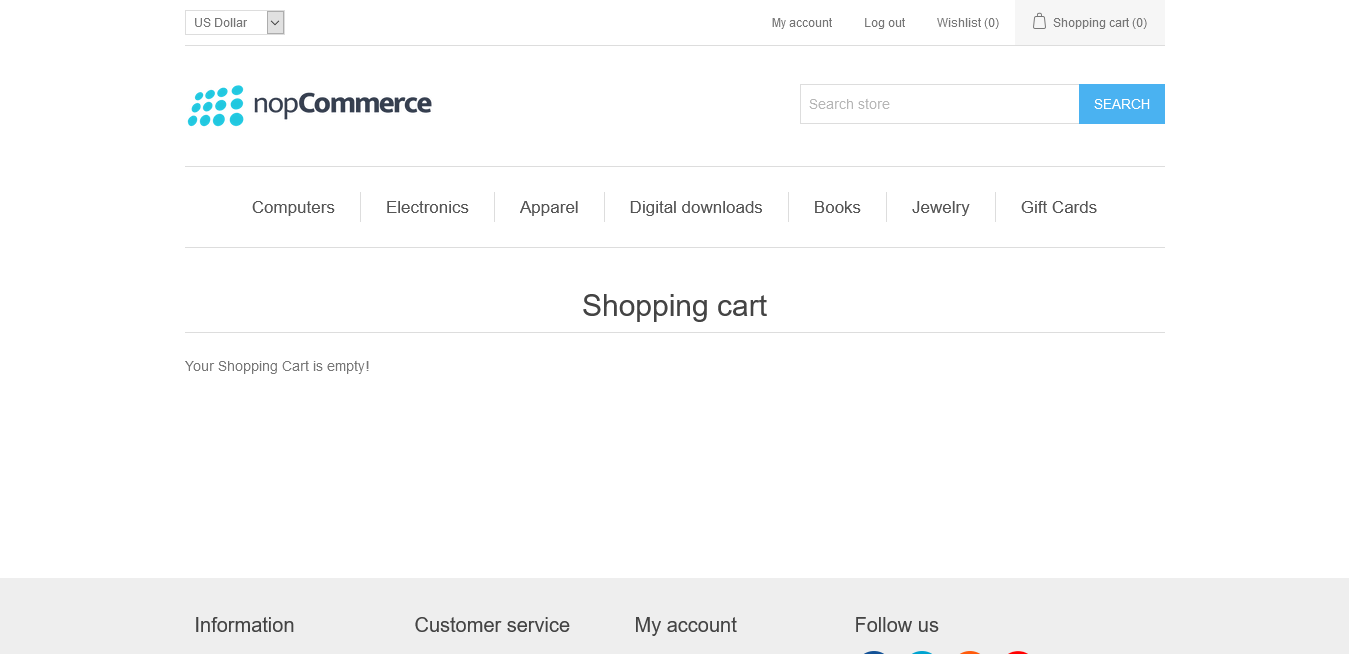 US Dollar
My account
Log out
Wishlist (0)
Shopping cart (0)
nopCommerce
Search store
SEARCH
Computers
Electronics
Apparel
Digital downloads
Books
Jewelry
Gift Cards
Shopping cart
Your Shopping Cart is empty!
Information
Customer service
My account
Follow us